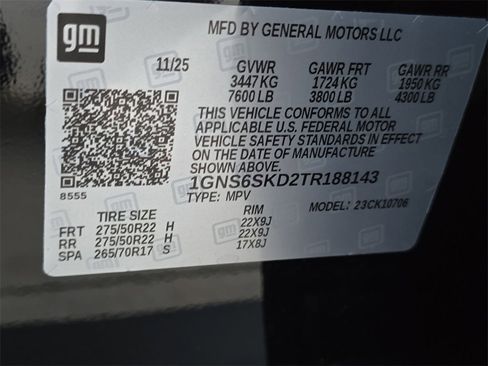 gm
MFD BY GENERAL MOTORS LLC
11/25 GVWR GAWR FRT GAWR RR
3447 KG 1724 KG 1950 KG
7600 LB 3800 LB 4300 LB
THIS VEHICLE CONFORMS TO ALL
APPLICABLE U.S. FEDERAL MOTOR
VEHICLE SAFETY STANDARDS IN EFFECT
ON THE DATE OF MANUFACTURE
SHOWN ABOVE.
8555
1GNS6SKD2TR188143
TYPE: MPV MODEL: 23CK10706
TIRE SIZE RIM
FRT 275/50R22 H 22X9J
RR 275/50R22 H 22X9J
SPA 265/70R17 S 17X8J